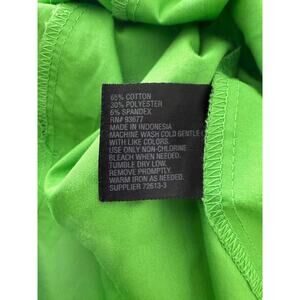 65% COTTON
30% POLYESTER
5% SPANDEX
RN# 93677
MADE IN INDONESIA
MACHINE WASH COLD GENTLE
WITH LIKE COLORS.
USE ONLY NON-CHLORINE
BLEACH WHEN NEEDED.
TUMBLE DRY LOW.
REMOVE PROMPTLY.
WARM IRON AS NEEDED.
SUPPLIER 72613-3